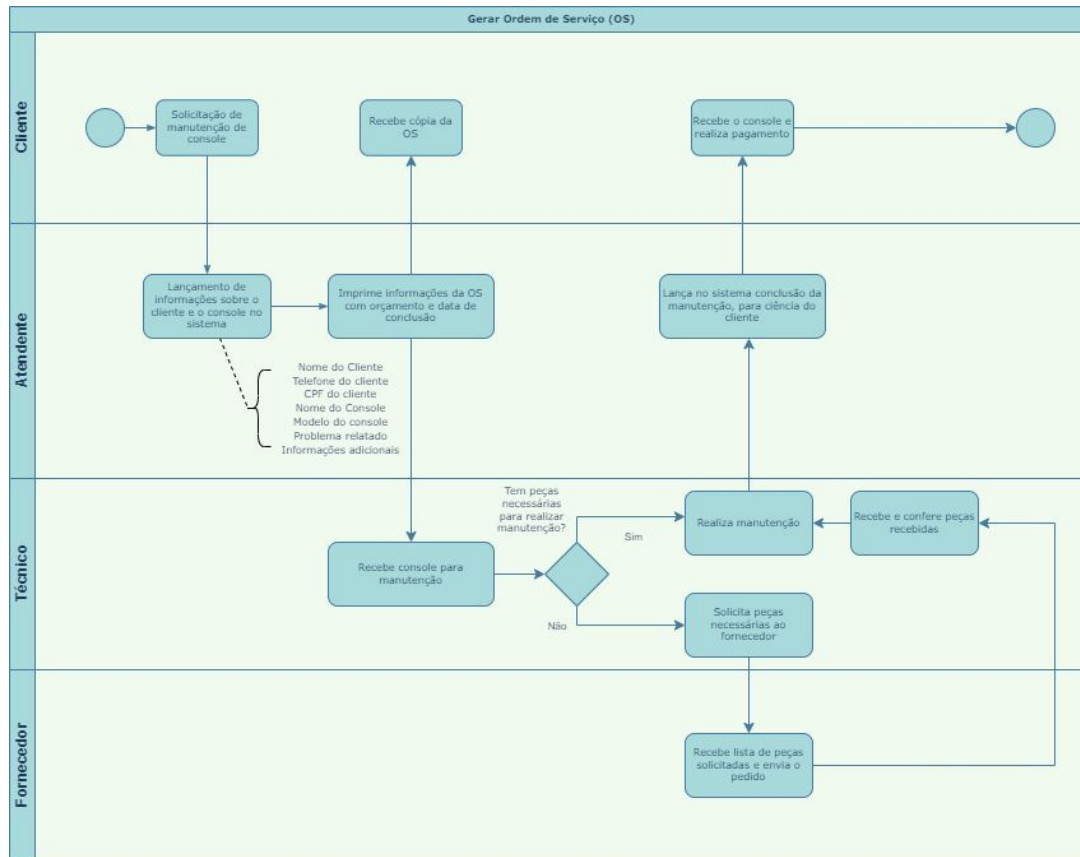 Gerar Ordem de Serviço (OS)
Cliente
Solicitação de
manutenção de
console
Recebe cópia da
OS
Recebe o console e
realiza pagamento
Atendente
Lançamento de
informações sobre o
cliente e o console no
sistema
Imprime informações da OS
com orçamento e data de
conclusão
Lança no sistema conclusão da
manutenção, para ciência do
cliente
Nome do Cliente
Telefone do cliente
CPF do cliente
Nome do Console
Modelo do console
Problema relatado
Informações adicionais
Técnico
Recebe console para
manutenção
Tem peças
necessárias
para realizar
manutenção?
Sim
Não
Realiza manutenção
Recebe e confere peças
recebidas
Solicita peças
necessárias ao
fornecedor
Fornecedor
Recebe lista de peças
solicitadas e envia o
pedido